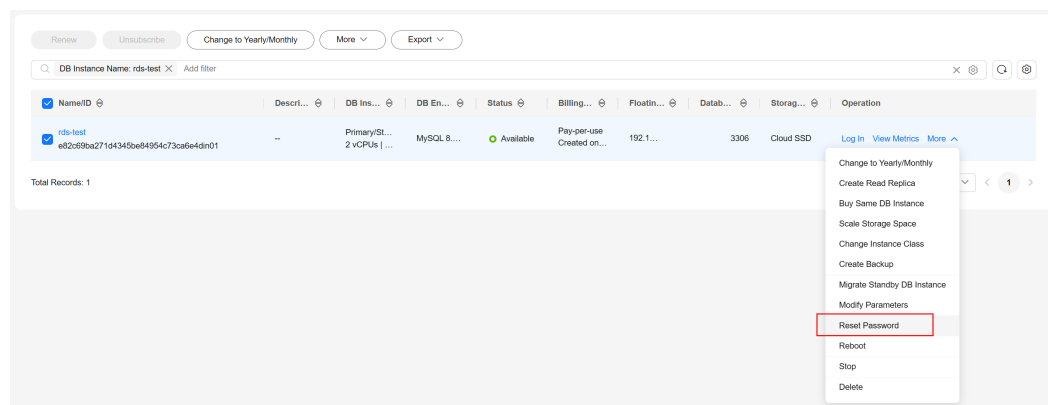 Renew Unsubscribe Change to Yearly/Monthly More Export
DB Instance Name: rds-test Add filter
Name/ID Descri... DB Ins... DB En... Status Billing... Floatin... Datab... Storag... Operation
rds-test
e82c69ba271d4345be84954c73ca6e4din01
--
Primary/St...
2 vCPUs | ...
MySQL 8....
Available
Pay-per-use
Created on...
192.1...
3306
Cloud SSD
Log In View Metrics More
Total Records: 1
1
Change to Yearly/Monthly
Create Read Replica
Buy Same DB Instance
Scale Storage Space
Change Instance Class
Create Backup
Migrate Standby DB Instance
Modify Parameters
Reset Password
Reboot
Stop
Delete